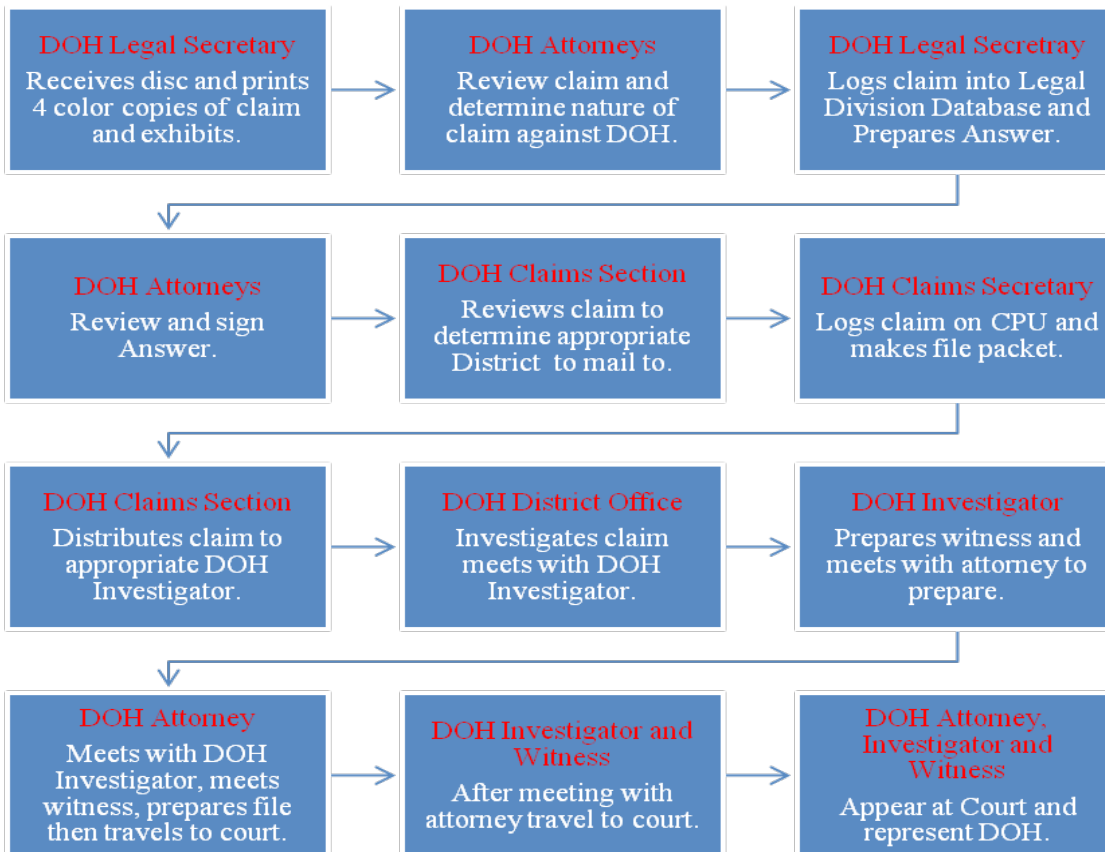 DOH Legal Secretary
Receives disc and prints
4 color copies of claim
and exhibits.
DOH Attorneys
Review claim and
determine nature of
claim against DOH.
DOH Legal Secretray
Logs claim into Legal
Division Database and
Prepares Answer.
DOH Attorneys
Review and sign
Answer.
DOH Claims Section
Reviews claim to
determine appropriate
District to mail to.
DOH Claims Secretary
Logs claim on CPU and
makes file packet.
DOH Claims Section
Distributes claim to
appropriate DOH
Investigator.
DOH District Office
Investigates claim
meets with DOH
Investigator.
DOH Investigator
Prepares witness and
meets with attorney to
prepare.
DOH Attorney
Meets with DOH
Investigator, meets
witness, prepares file
then travels to court.
DOH Investigator and
Witness
After meeting with
attorney travel to court.
DOH Attorney,
Investigator and
Witness
Appear at Court and
represent DOH.